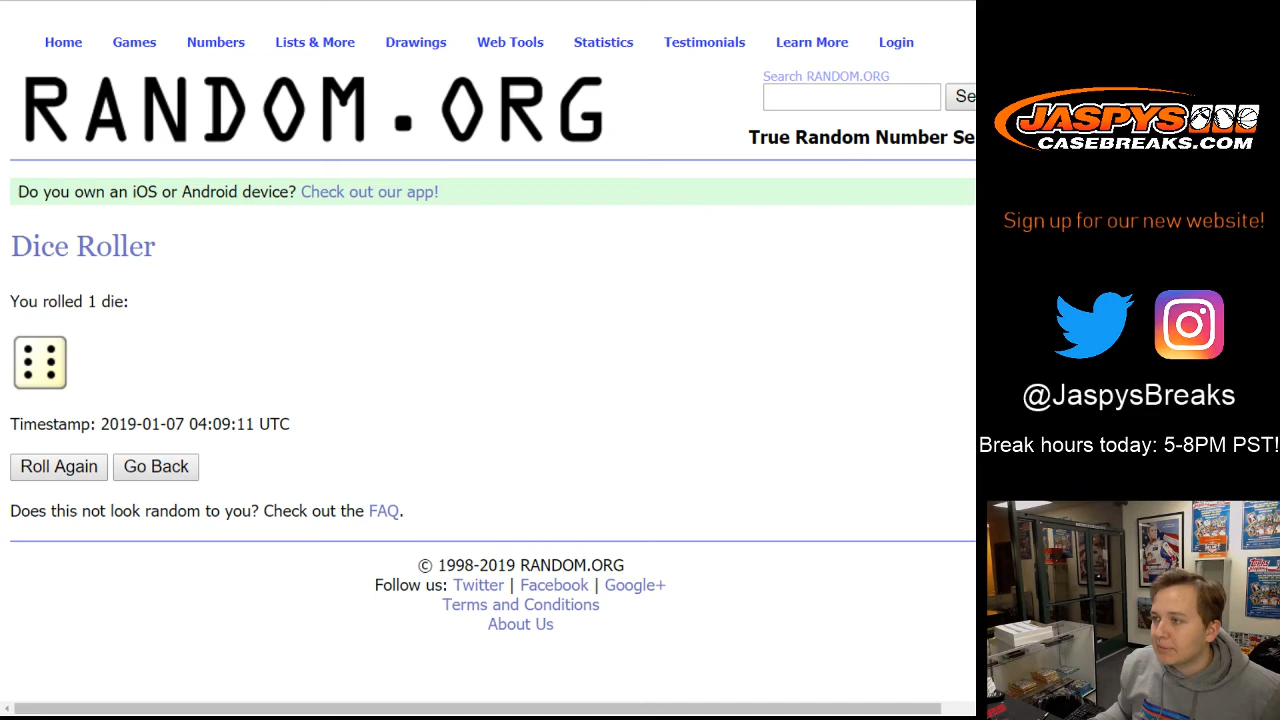 Home Games Numbers Lists & More Drawings Web Tools Statistics Testimonials Learn More Login
RANDOM.ORG
Search RANDOM.ORG
Se
True Random Number Se
Do you own an iOS or Android device? Check out our app!
Dice Roller
You rolled 1 die:
Timestamp: 2019-01-07 04:09:11 UTC
Roll Again Go Back
Does this not look random to you? Check out the FAQ.
© 1998-2019 RANDOM.ORG
Follow us: Twitter | Facebook | Google+
Terms and Conditions
About Us
JASPYS
CASEBREAKS.COM
Sign up for our new website!
@JaspysBreaks
Break hours today: 5-8PM PST!